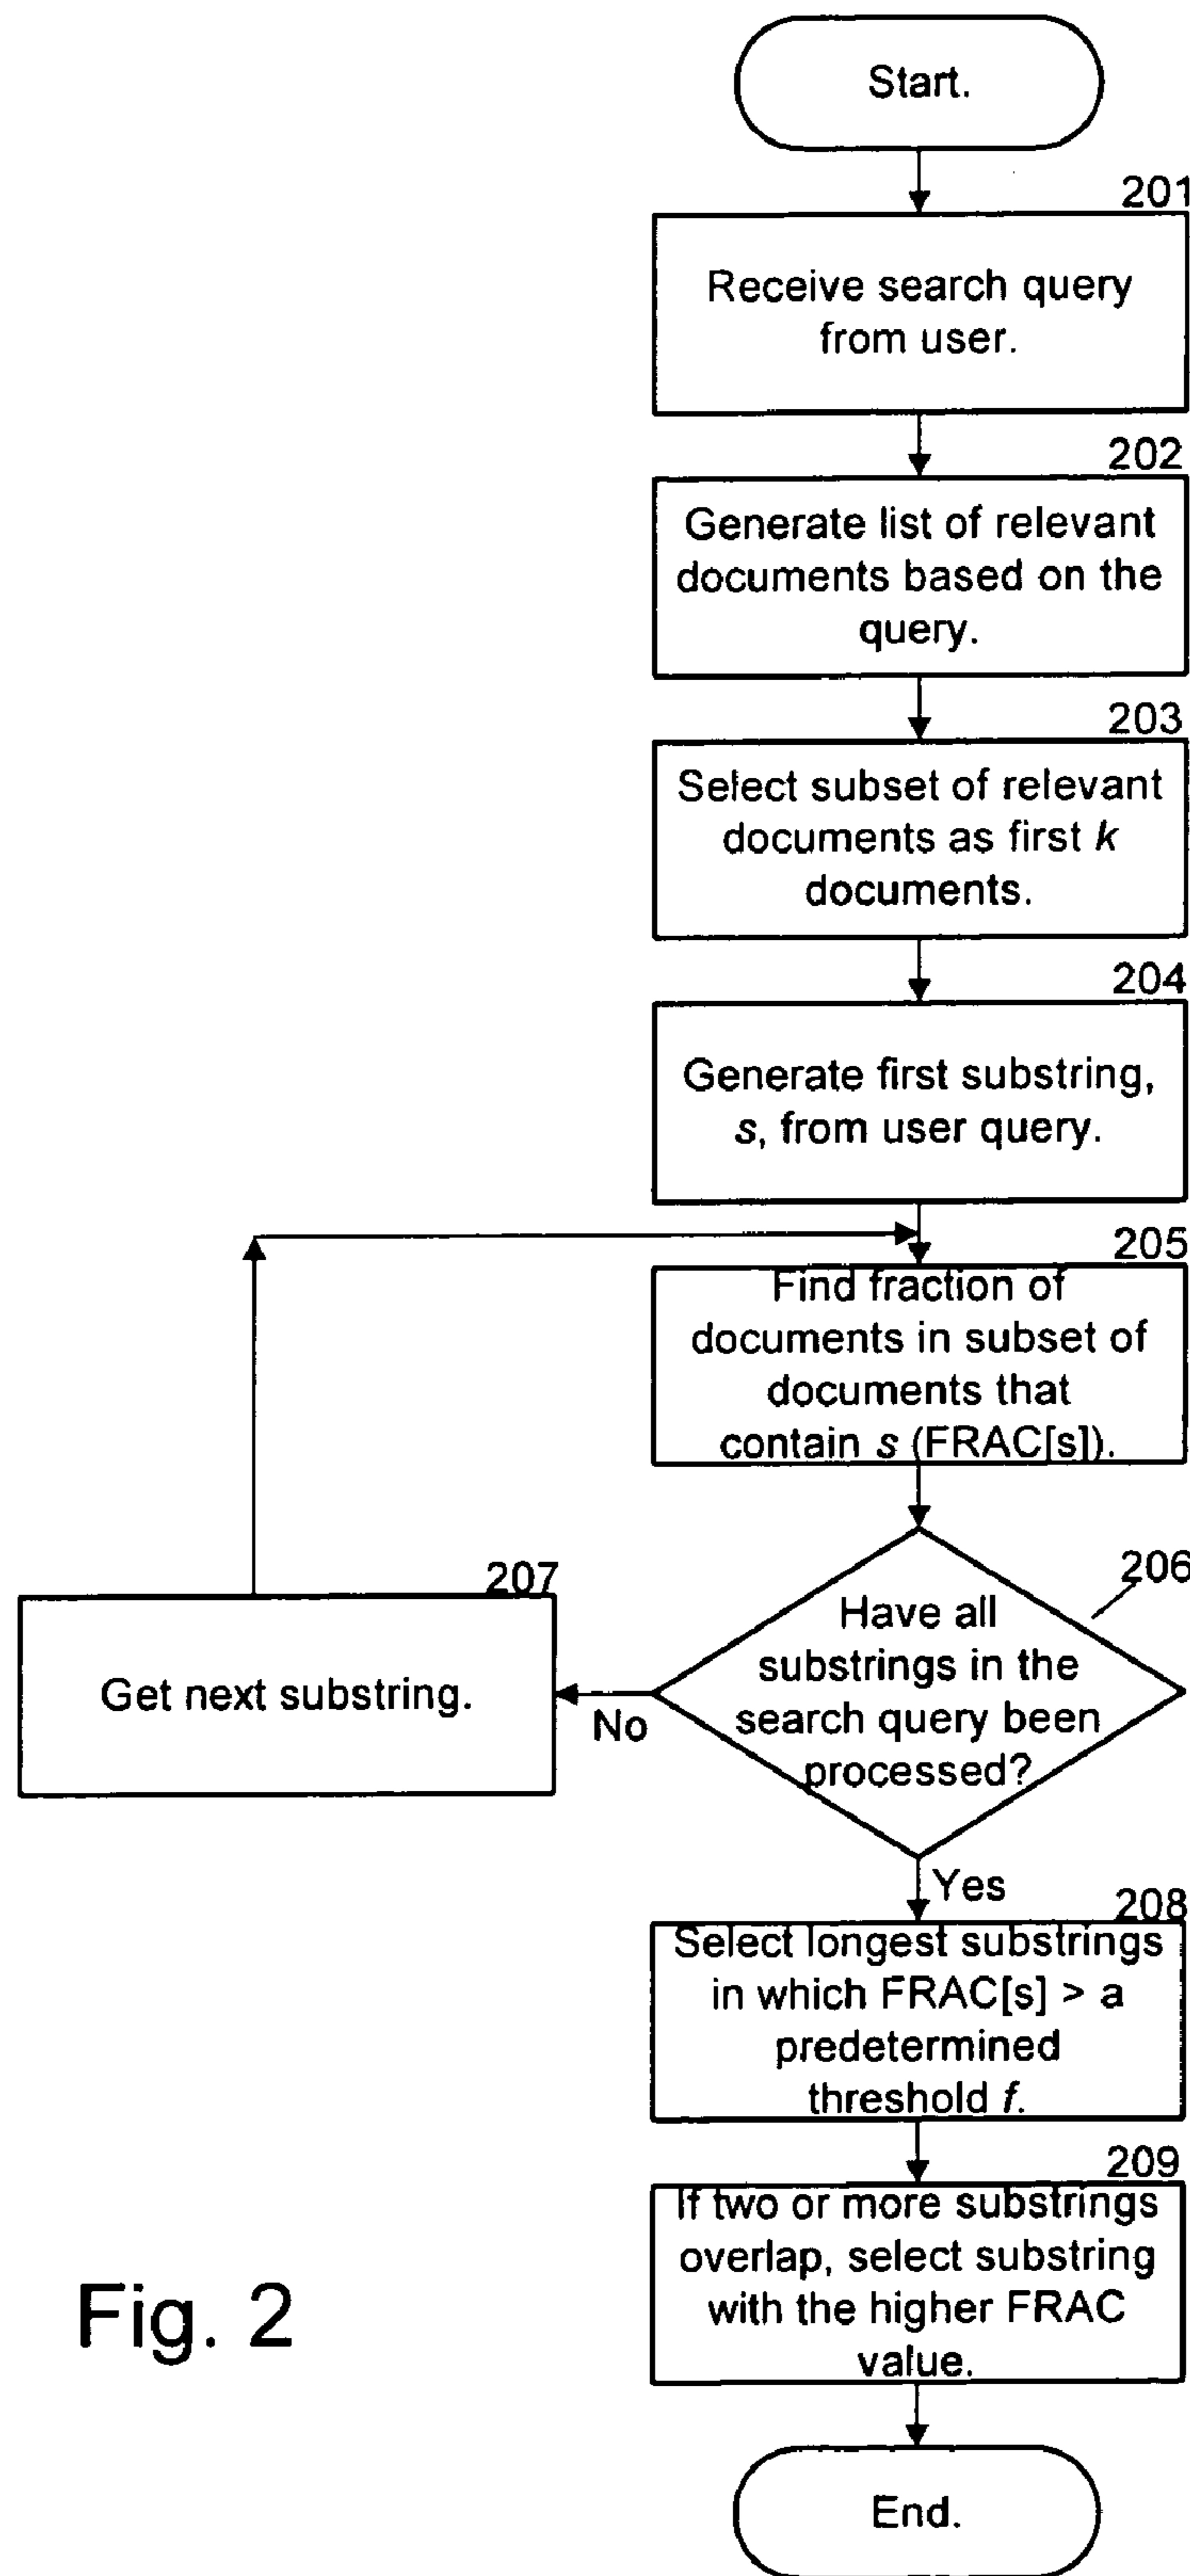 Start.
201
Receive search query
from user.
202
Generate list of relevant
documents based on the
query.
203
Select subset of relevant
documents as first k
documents.
204
Generate first substring,
s, from user query.
205
Find fraction of
documents in subset of
documents that
contain s (FRAC[s]).
206
Have all
substrings in the
search query been
processed?
207
Get next substring.
No
Yes
208
Select longest substrings
in which FRAC[s] > a
predetermined
threshold f.
209
If two or more substrings
overlap, select substring
with the higher FRAC
value.
Fig. 2
End.